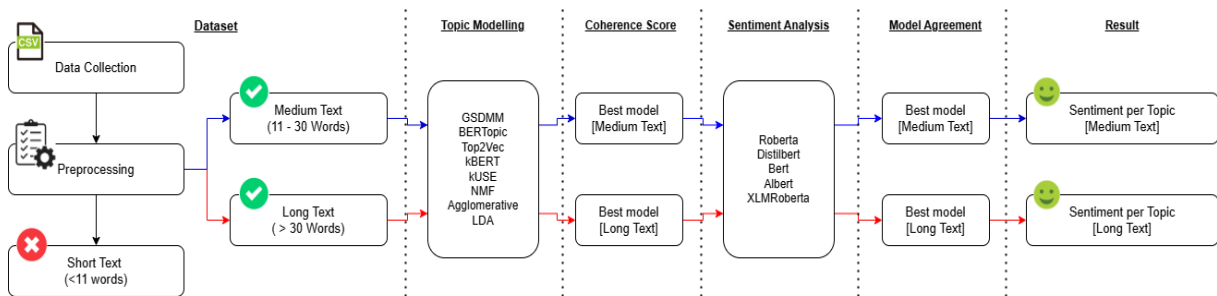 Dataset
Topic Modelling
Coherence Score
Sentiment Analysis
Model Agreement
Result
CSV
Data Collection
Preprocessing
Short Text
(<11 words)
Medium Text
(11 - 30 Words)
Long Text
( > 30 Words)
GSDMM
BERTopic
Top2Vec
kBERT
kUSE
NMF
Agglomerative
LDA
Best model
[Medium Text]
Best model
[Long Text]
Roberta
Distilbert
Bert
Albert
XLMRoberta
Best model
[Medium Text]
Best model
[Long Text]
Sentiment per Topic
[Medium Text]
Sentiment per Topic
[Long Text]